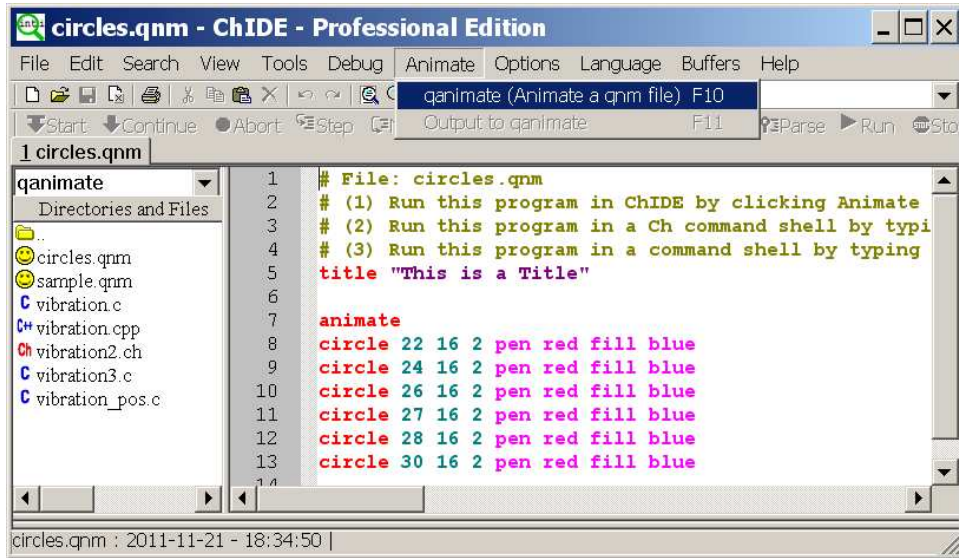 circles.qnm - ChIDE - Professional Edition
File Edit Search View Tools Debug Animate Options Language Buffers Help
qanimate (Animate a qnm file) F10
Output to qanimate F11
Start Continue Abort Step Parse Run Sto
1 circles.qnm
qanimate
Directories and Files
..
circles.qnm
sample.qnm
C vibration.c
C++ vibration.cpp
Ch vibration2.ch
C vibration3.c
C vibration_pos.c
1 # File: circles.qnm
2 # (1) Run this program in ChIDE by clicking Animate
3 # (2) Run this program in a Ch command shell by typi
4 # (3) Run this program in a command shell by typing
5 title "This is a Title"
6
7 animate
8 circle 22 16 2 pen red fill blue
9 circle 24 16 2 pen red fill blue
10 circle 26 16 2 pen red fill blue
11 circle 27 16 2 pen red fill blue
12 circle 28 16 2 pen red fill blue
13 circle 30 16 2 pen red fill blue
14
circles.qnm : 2011-11-21 - 18:34:50 |